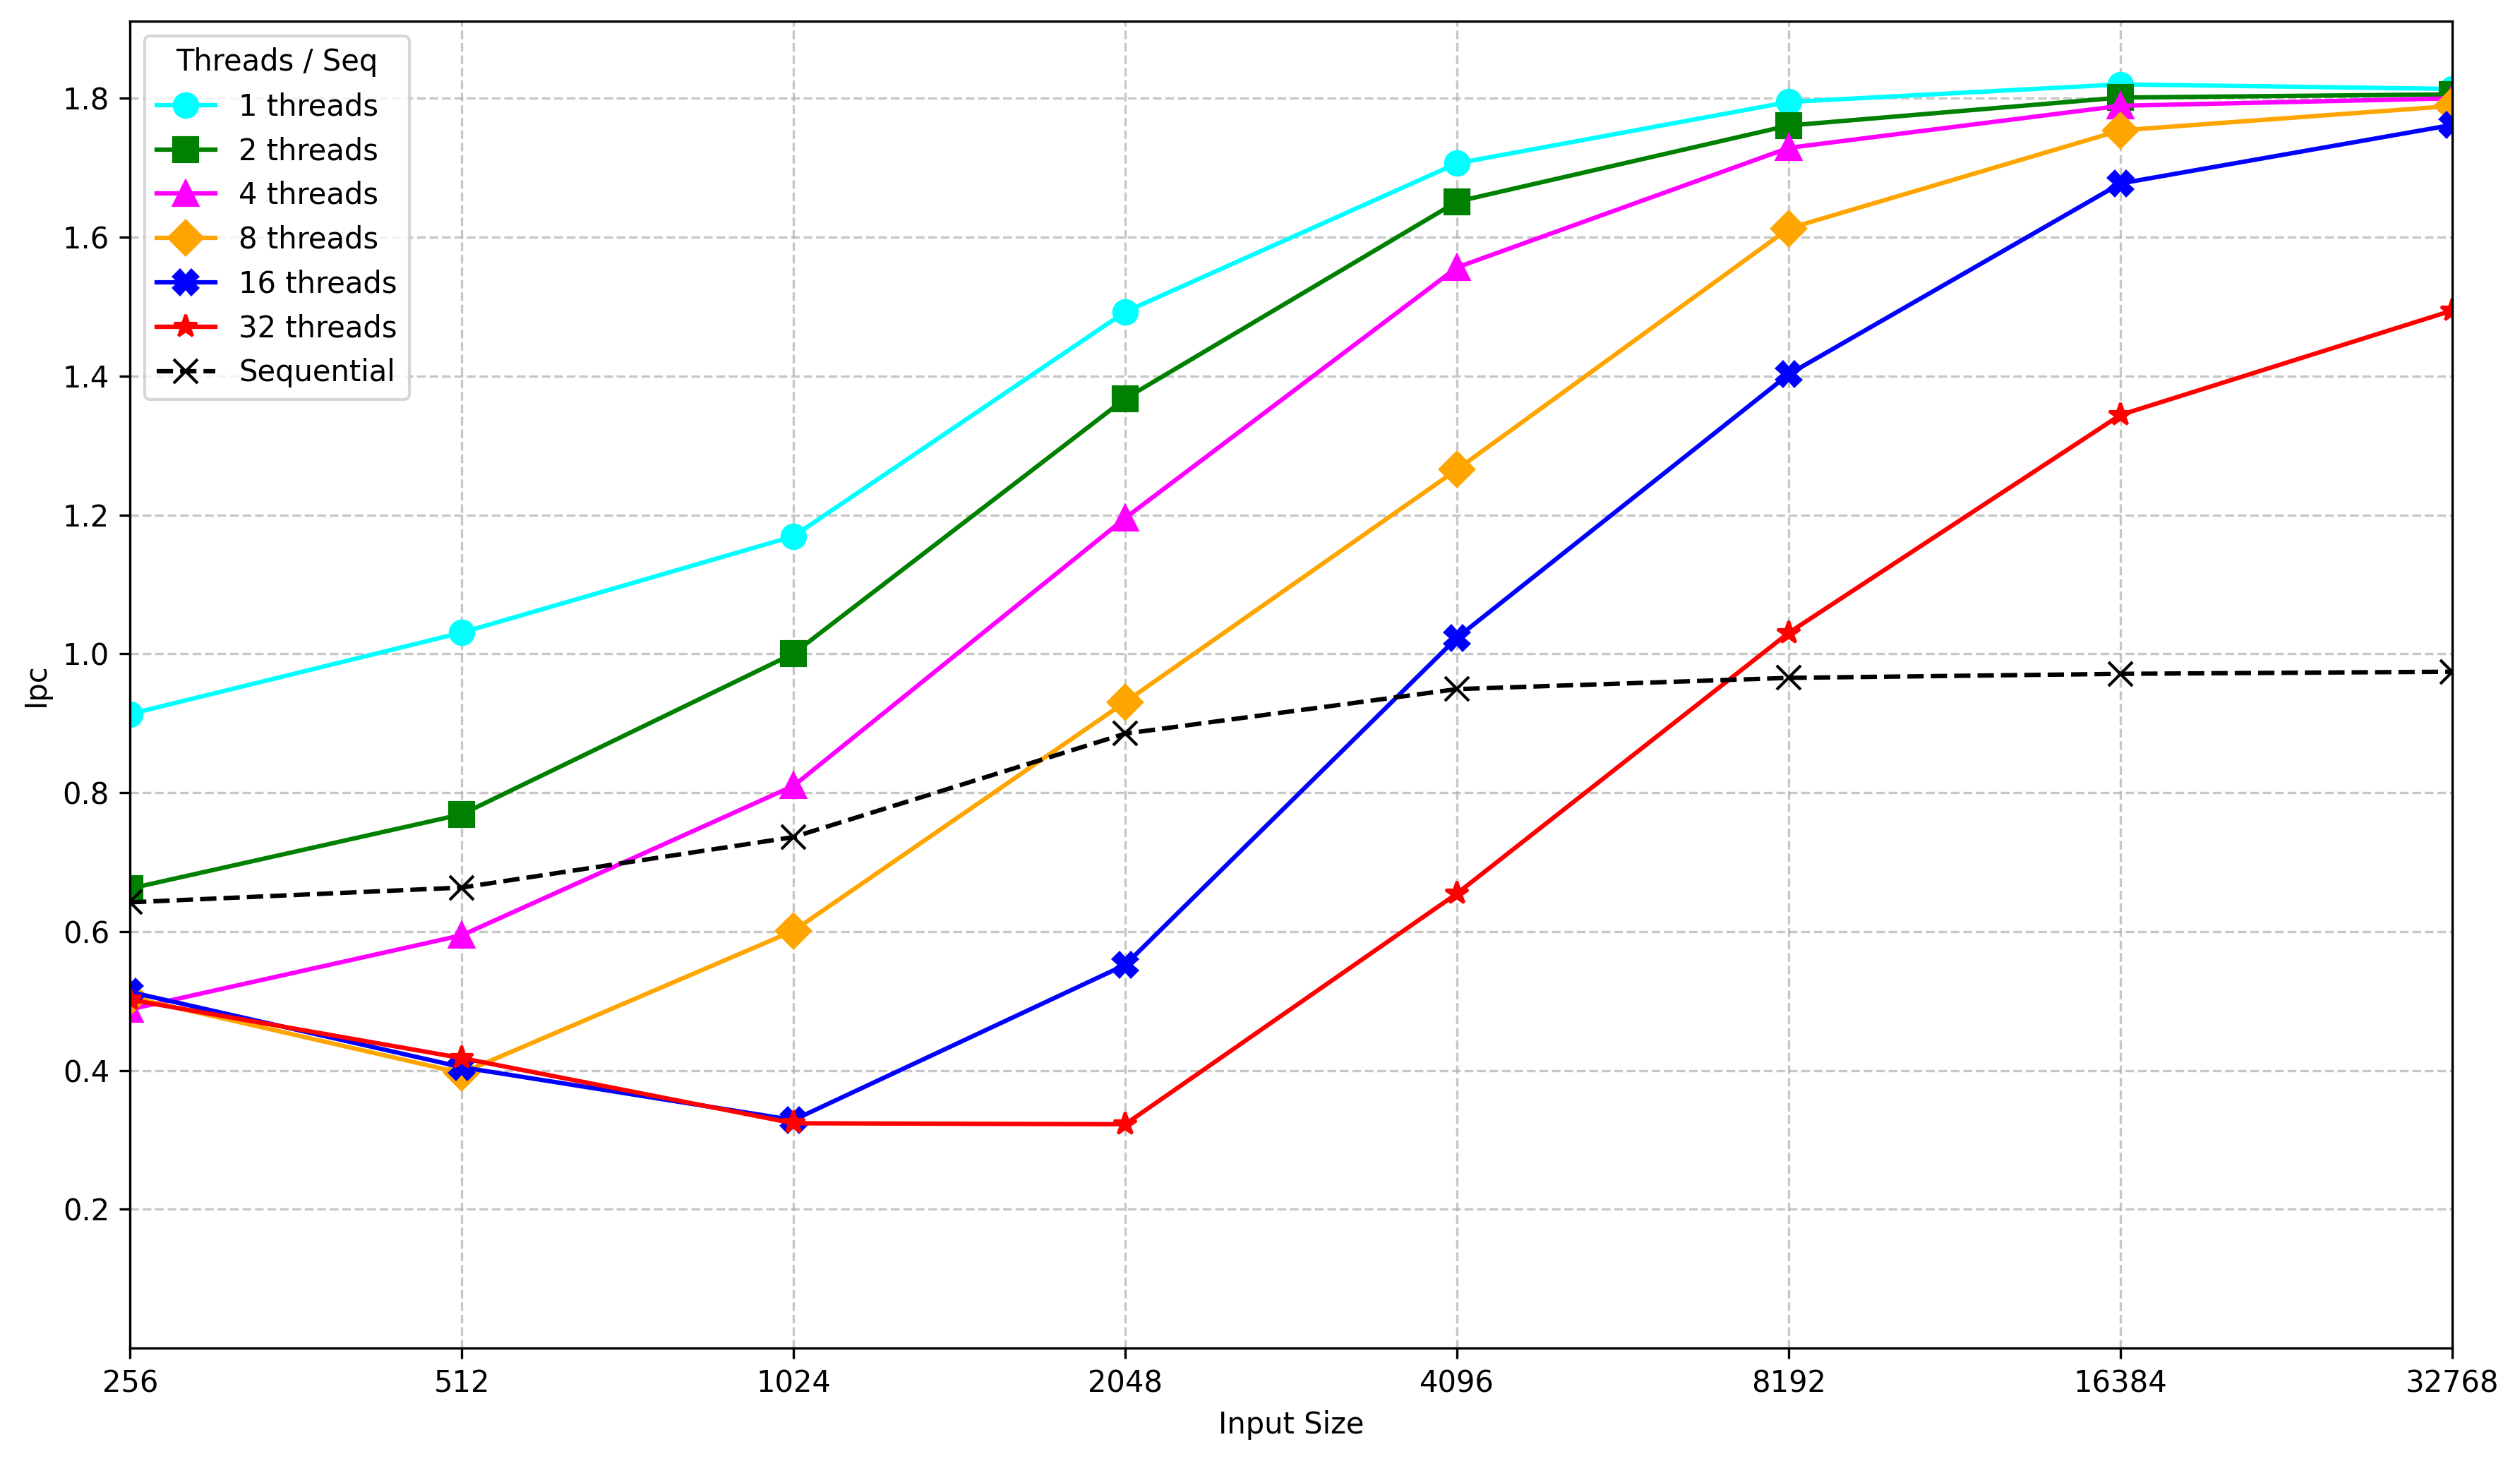 Threads / Seq
1 threads
2 threads
4 threads
8 threads
16 threads
32 threads
Sequential
1.8
1.6
1.4
1.2
1.0
0.8
0.6
0.4
0.2
Ipc
256 512 1024 2048 4096 8192 16384 32768
Input Size